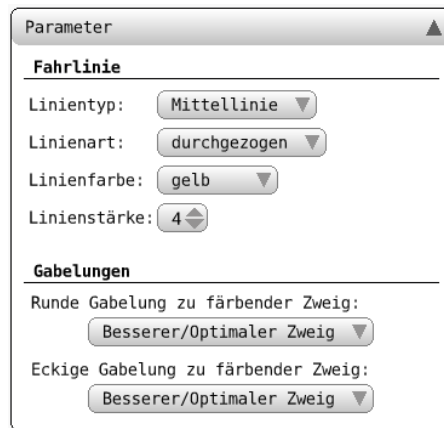 Parameter
Fahrlinie
Linientyp: Mittellinie
Linienart: durchgezogen
Linienfarbe: gelb
Linienstärke: 4
Gabelungen
Runde Gabelung zu färbender Zweig:
Besserer/Optimaler Zweig
Eckige Gabelung zu färbender Zweig:
Besserer/Optimaler Zweig